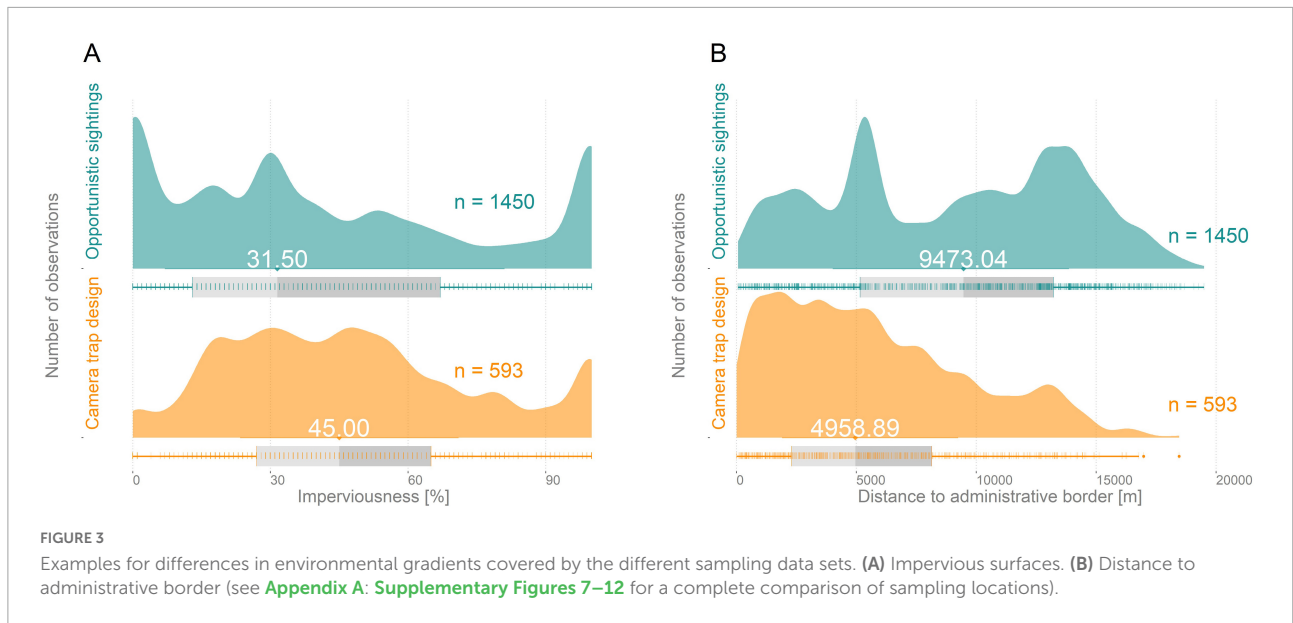 A
Number of observations
Opportunistic sightings
n = 1450
31.50
Camera trap design
n = 593
45.00
0 30 60 90
Imperviousness [%]
B
Number of observations
Opportunistic sightings
n = 1450
9473.04
Camera trap design
n = 593
4958.89
0 5000 10000 15000 20000
Distance to administrative border [m]
FIGURE 3
Examples for differences in environmental gradients covered by the different sampling data sets. (A) Impervious surfaces. (B) Distance to
administrative border (see Appendix A: Supplementary Figures 7–12 for a complete comparison of sampling locations).